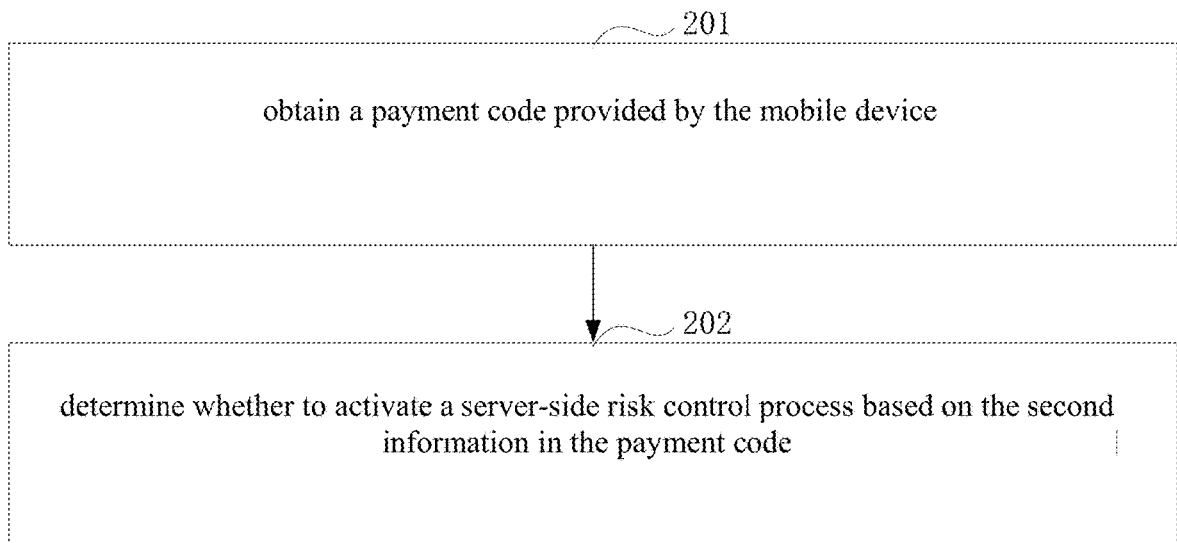 201
obtain a payment code provided by the mobile device
202
determine whether to activate a server-side risk control process based on the second
information in the payment code